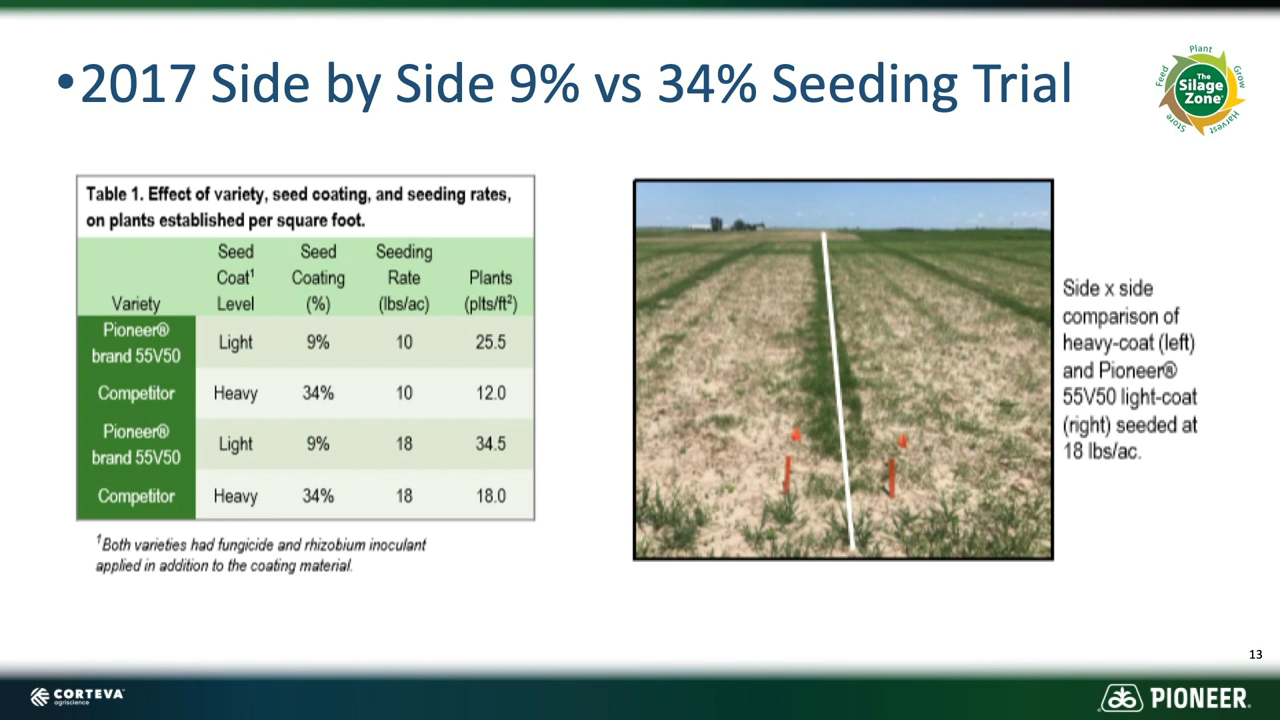 •2017 Side by Side 9% vs 34% Seeding Trial
Plant
Grow
Harvest
Store
Feed
The
Silage
Zone®
Table 1. Effect of variety, seed coating, and seeding rates,
on plants established per square foot.
Variety Seed Coat¹ Level Seed Coating (%) Seeding Rate (lbs/ac) Plants (plts/ft²)
Pioneer® brand 55V50 Light 9% 10 25.5
Competitor Heavy 34% 10 12.0
Pioneer® brand 55V50 Light 9% 18 34.5
Competitor Heavy 34% 18 18.0
¹Both varieties had fungicide and rhizobium inoculant
applied in addition to the coating material.
Side x side
comparison of
heavy-coat (left)
and Pioneer®
55V50 light-coat
(right) seeded at
18 lbs/ac.
13
CORTEVA
agriscience
PIONEER®